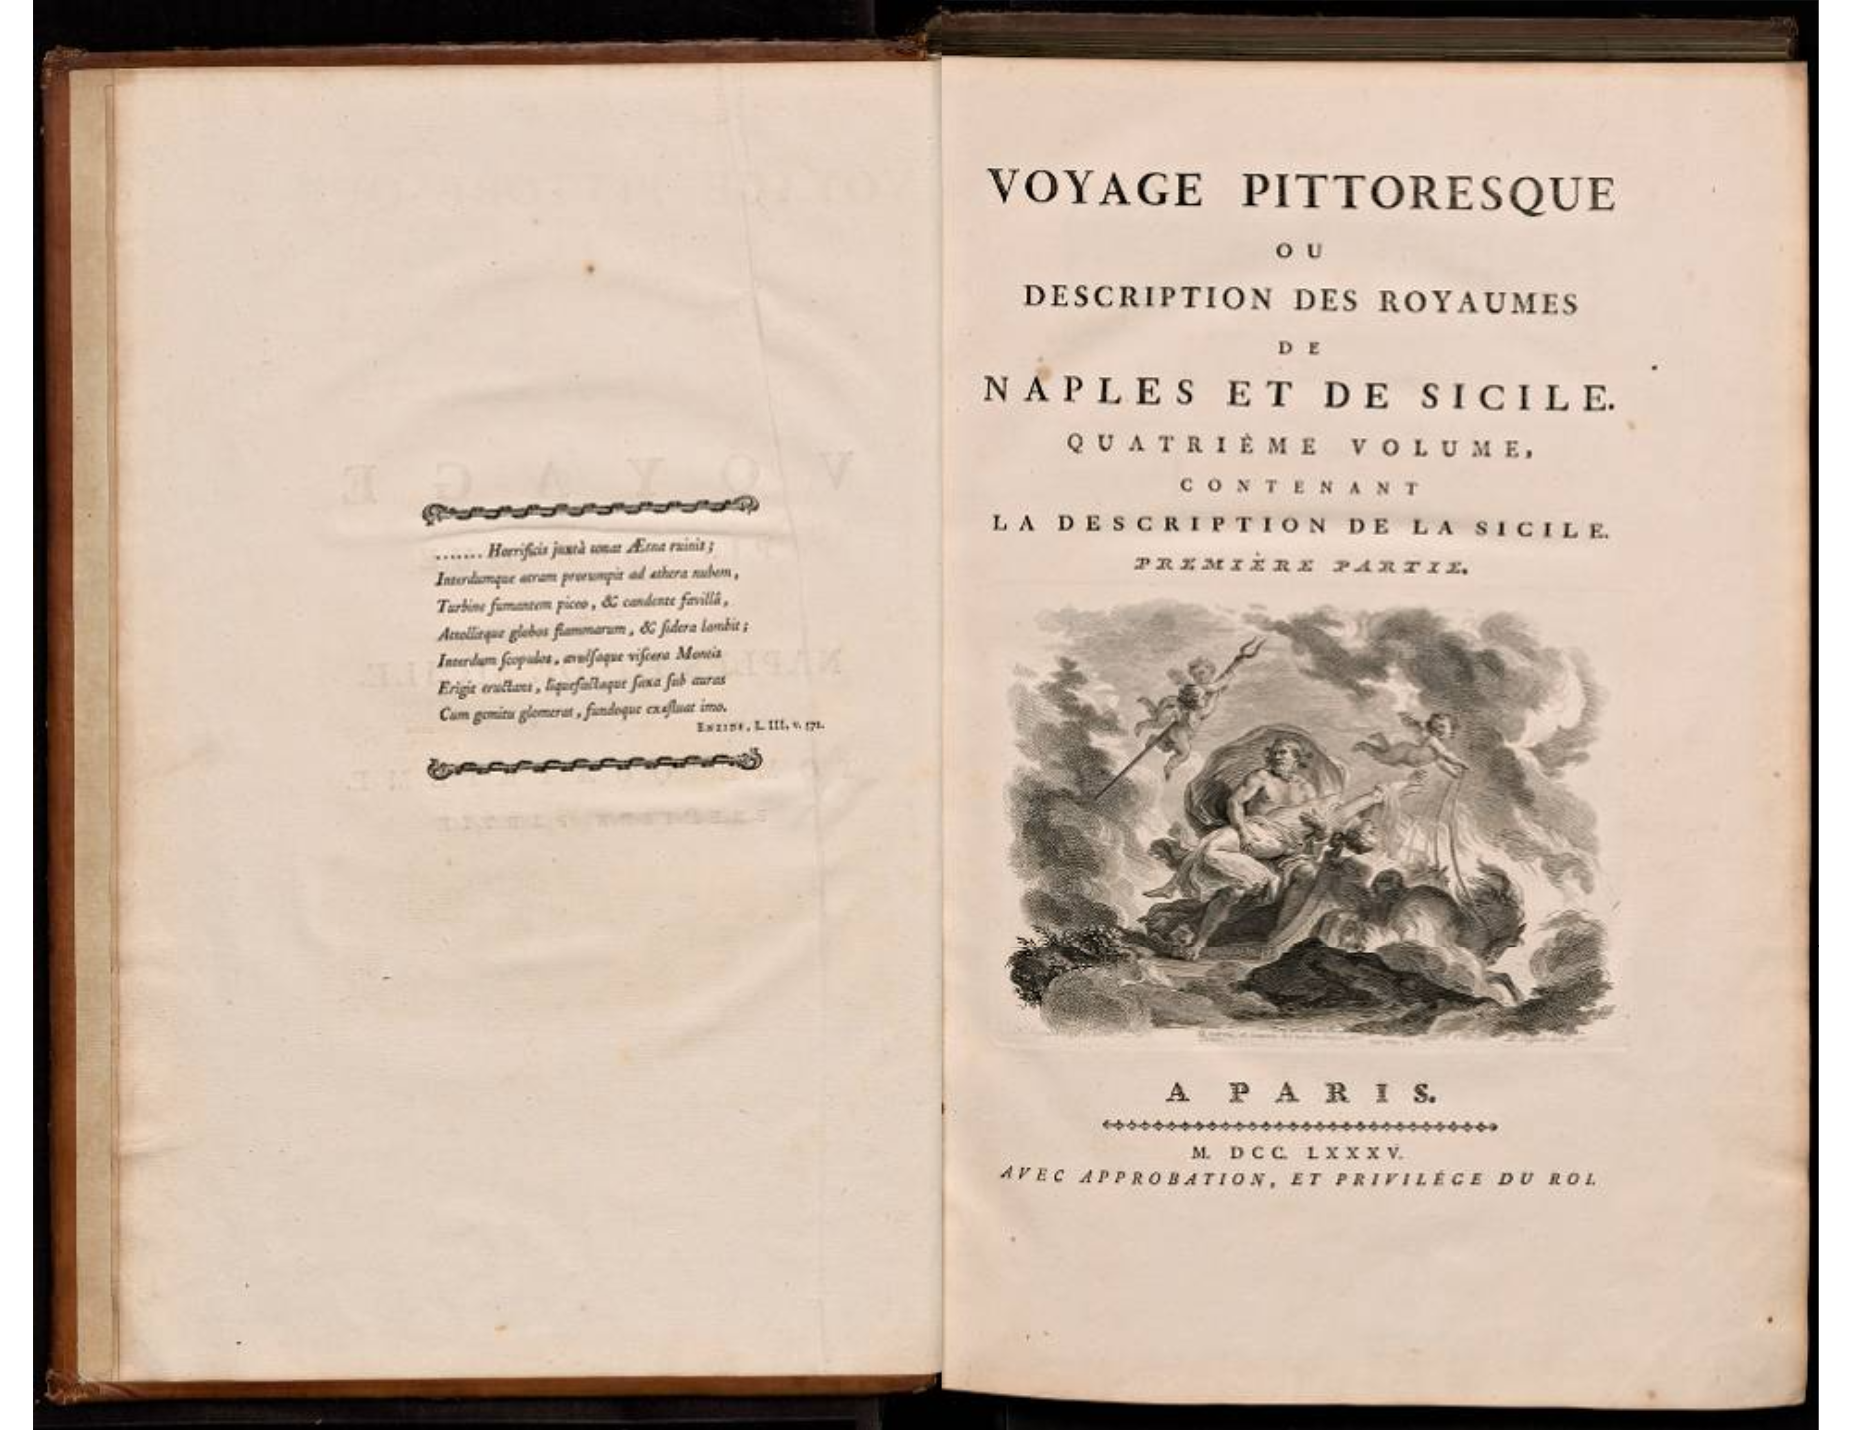 ....... Horrificis juxtà tonat Ætna ruinis ;
Interdumque atram prorumpit ad æthera nubem ,
Turbine fumantem piceo , & candente favillâ ,
Attollitque globos flammarum , & ſidera lambit ;
Interdum ſcopulos , avulſaque viſcera Montis
Erigit eructans , liquefactaque ſaxa ſub auras
Cum gemitu glomerat , fundoque exæſtuat imo.
ENEIDE , L. III , v. 571.
VOYAGE PITTORESQUE
OU
DESCRIPTION DES ROYAUMES
DE
NAPLES ET DE SICILE.
QUATRIÈME VOLUME,
CONTENANT
LA DESCRIPTION DE LA SICILE.
PREMIÈRE PARTIE.
A PARIS.
M. DCC. LXXXV.
AVEC APPROBATION, ET PRIVILÉGE DU ROI.